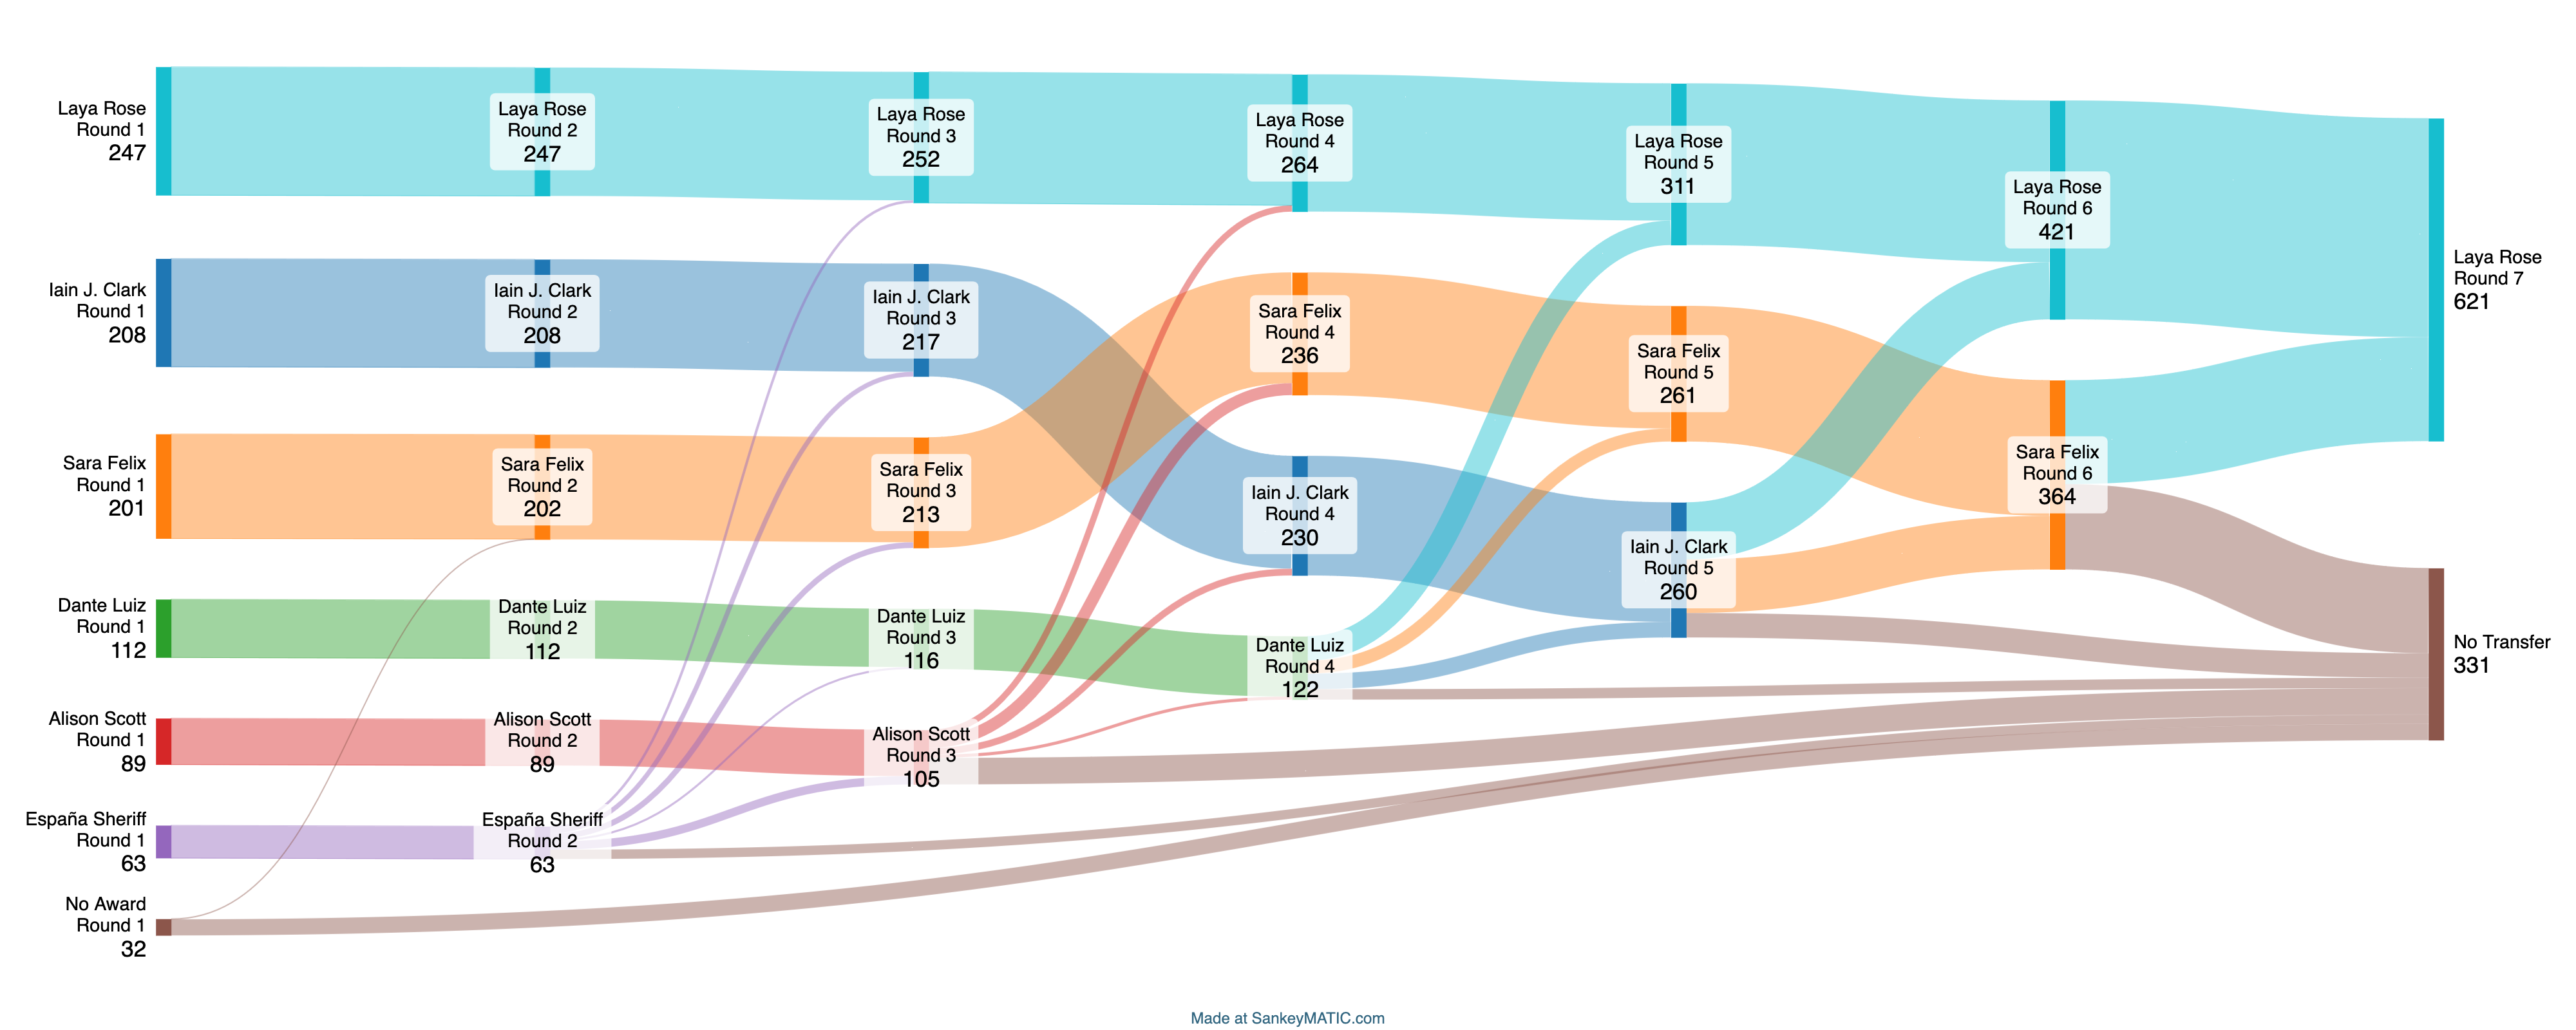 Laya Rose
Round 1
247
Iain J. Clark
Round 1
208
Sara Felix
Round 1
201
Dante Luiz
Round 1
112
Alison Scott
Round 1
89
España Sheriff
Round 1
63
No Award
Round 1
32
Laya Rose
Round 2
247
Iain J. Clark
Round 2
208
Sara Felix
Round 2
202
Dante Luiz
Round 2
112
Alison Scott
Round 2
89
España Sheriff
Round 2
63
Laya Rose
Round 3
252
Iain J. Clark
Round 3
217
Sara Felix
Round 3
213
Dante Luiz
Round 3
116
Alison Scott
Round 3
105
Laya Rose
Round 4
264
Sara Felix
Round 4
236
Iain J. Clark
Round 4
230
Dante Luiz
Round 4
122
Laya Rose
Round 5
311
Sara Felix
Round 5
261
Iain J. Clark
Round 5
260
Laya Rose
Round 6
421
Sara Felix
Round 6
364
Laya Rose
Round 7
621
No Transfer
331
Made at SankeyMATIC.com